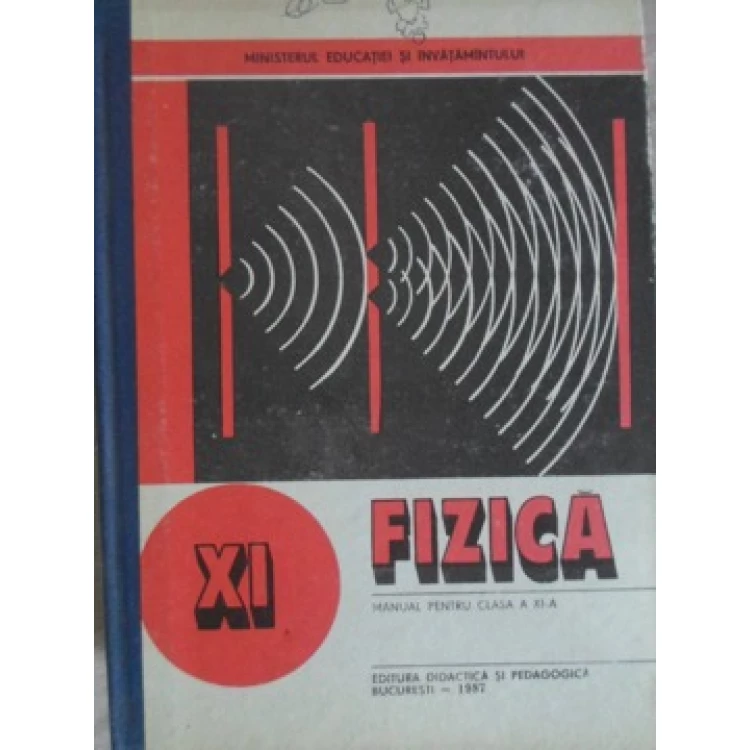 MINISTERUL EDUCAȚIEI ȘI ÎNVĂȚĂMÎNTULUI
XI
FIZICĂ
MANUAL PENTRU CLASA A XI-A
EDITURA DIDACTICĂ ȘI PEDAGOGICĂ
BUCUREȘTI – 1987